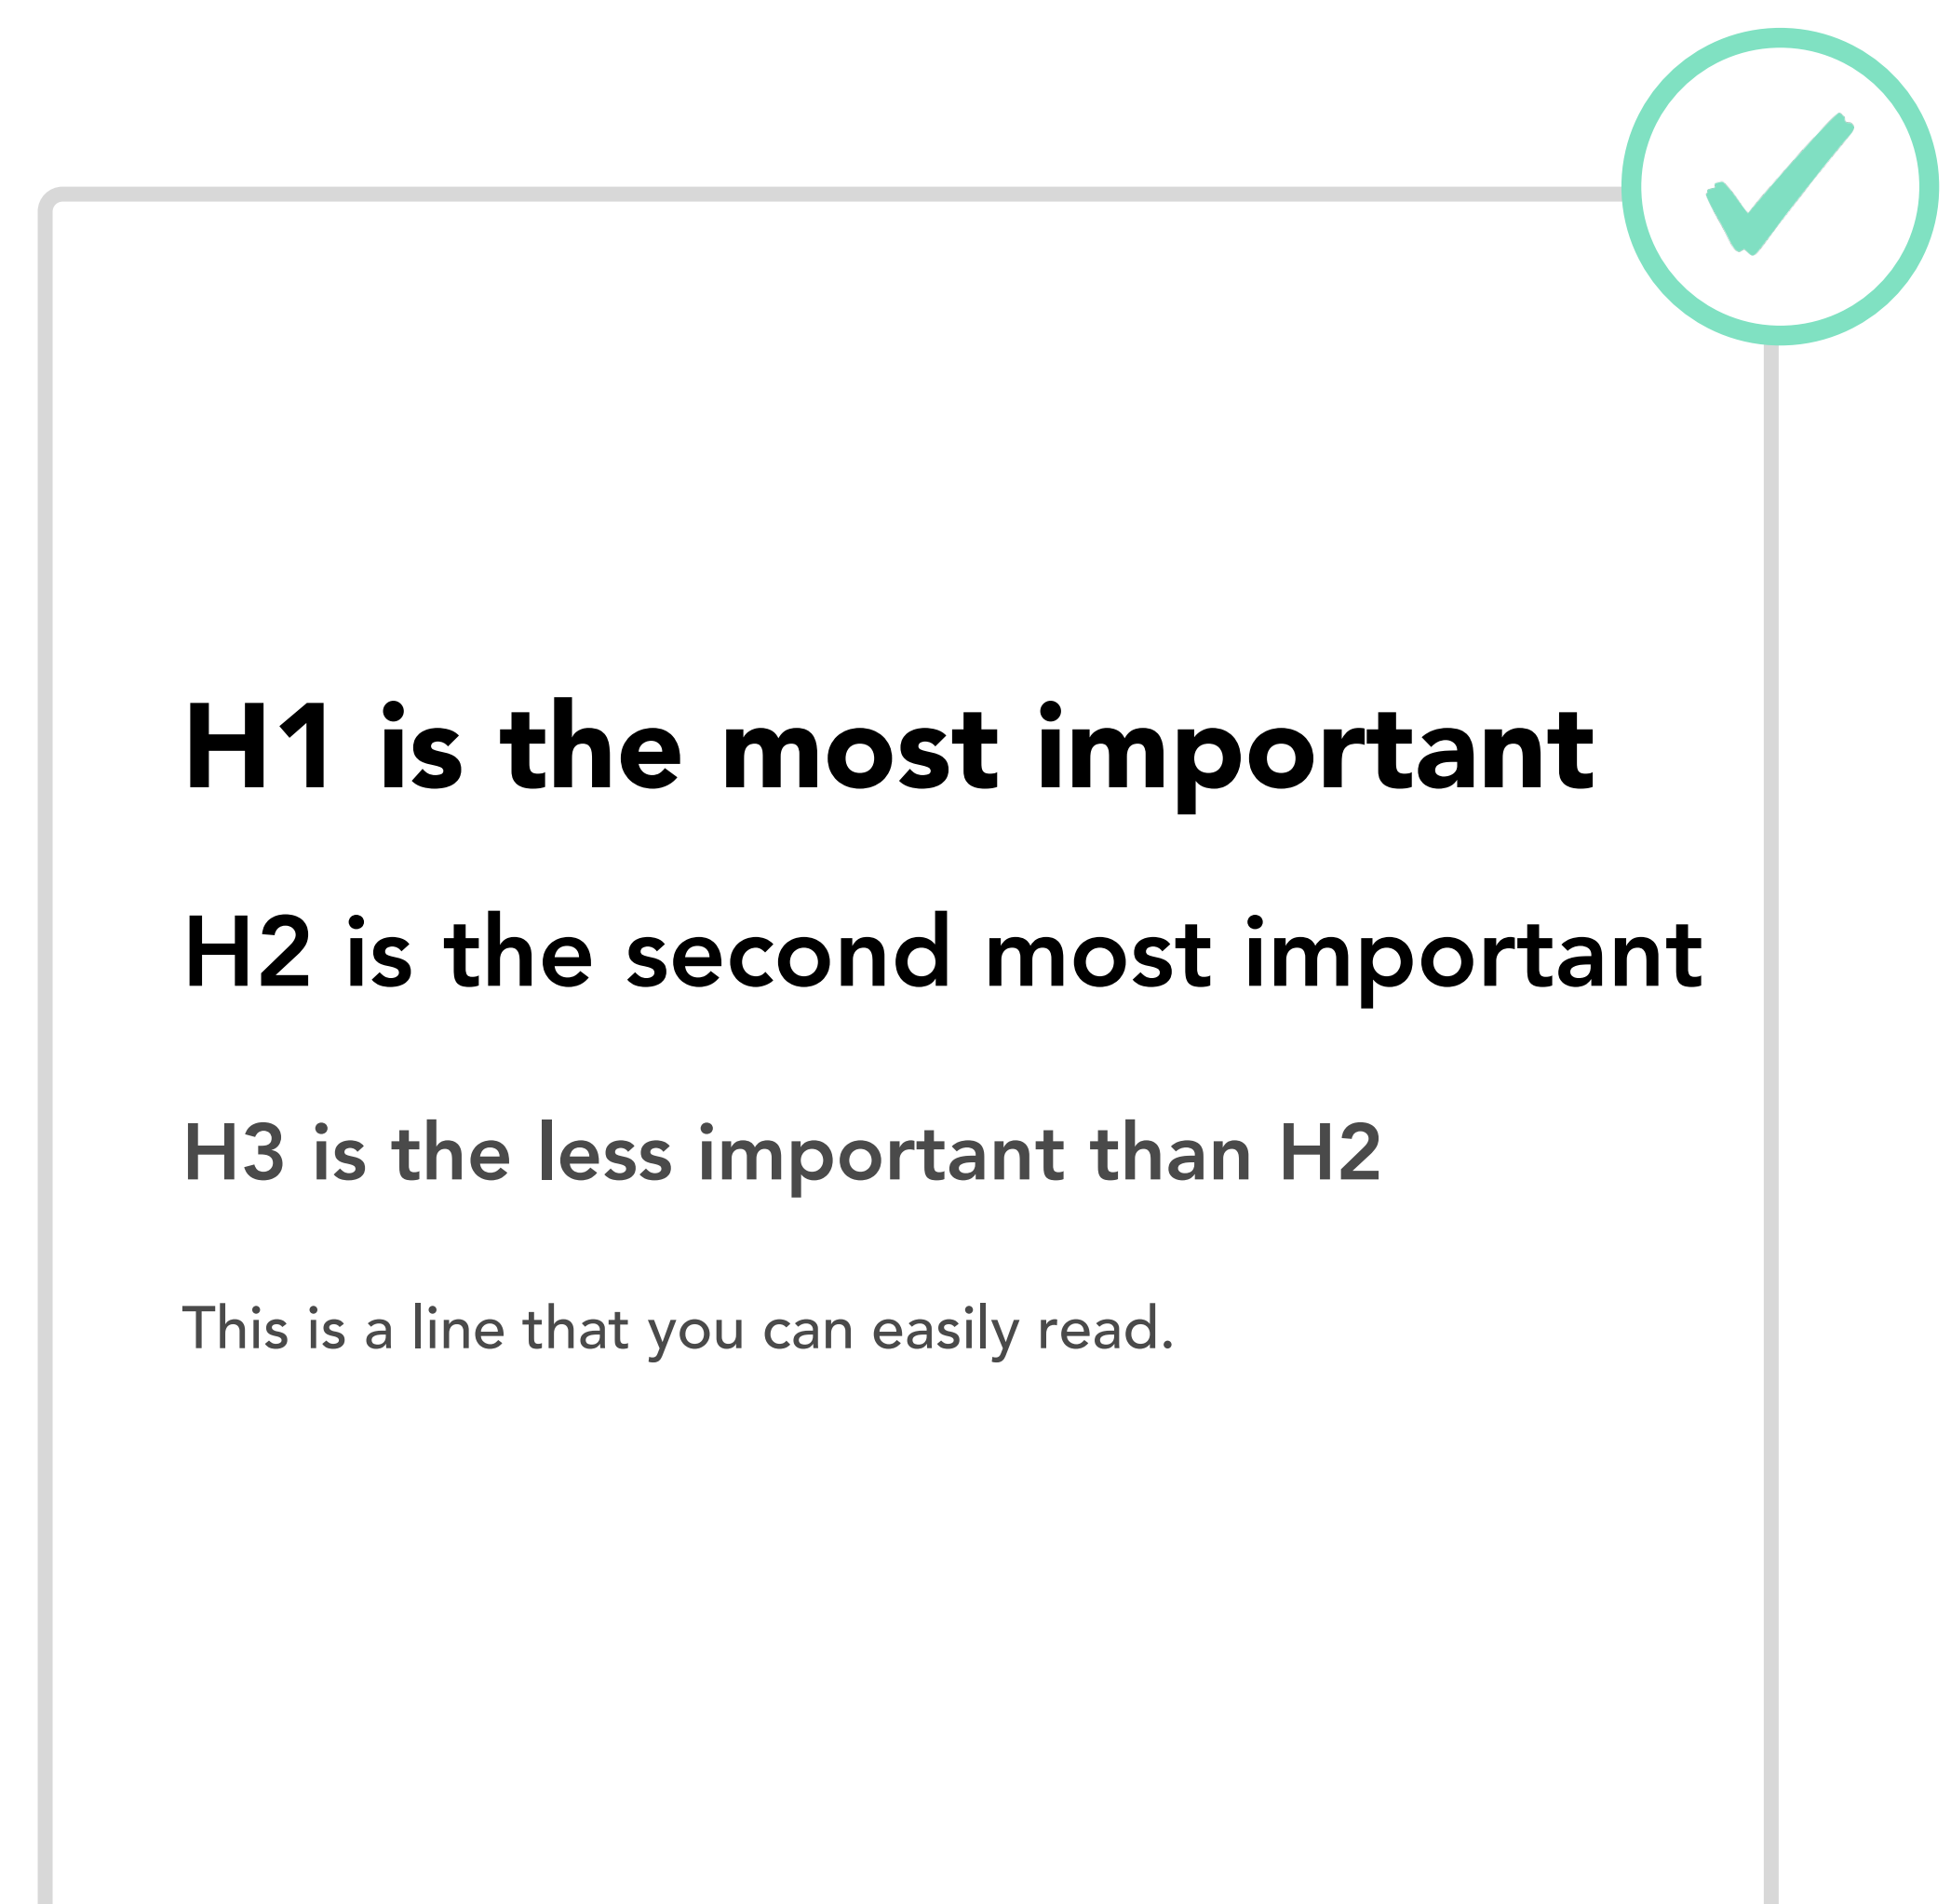 H1 is the most important
H2 is the second most important
H3 is the less important than H2
This is a line that you can easily read.